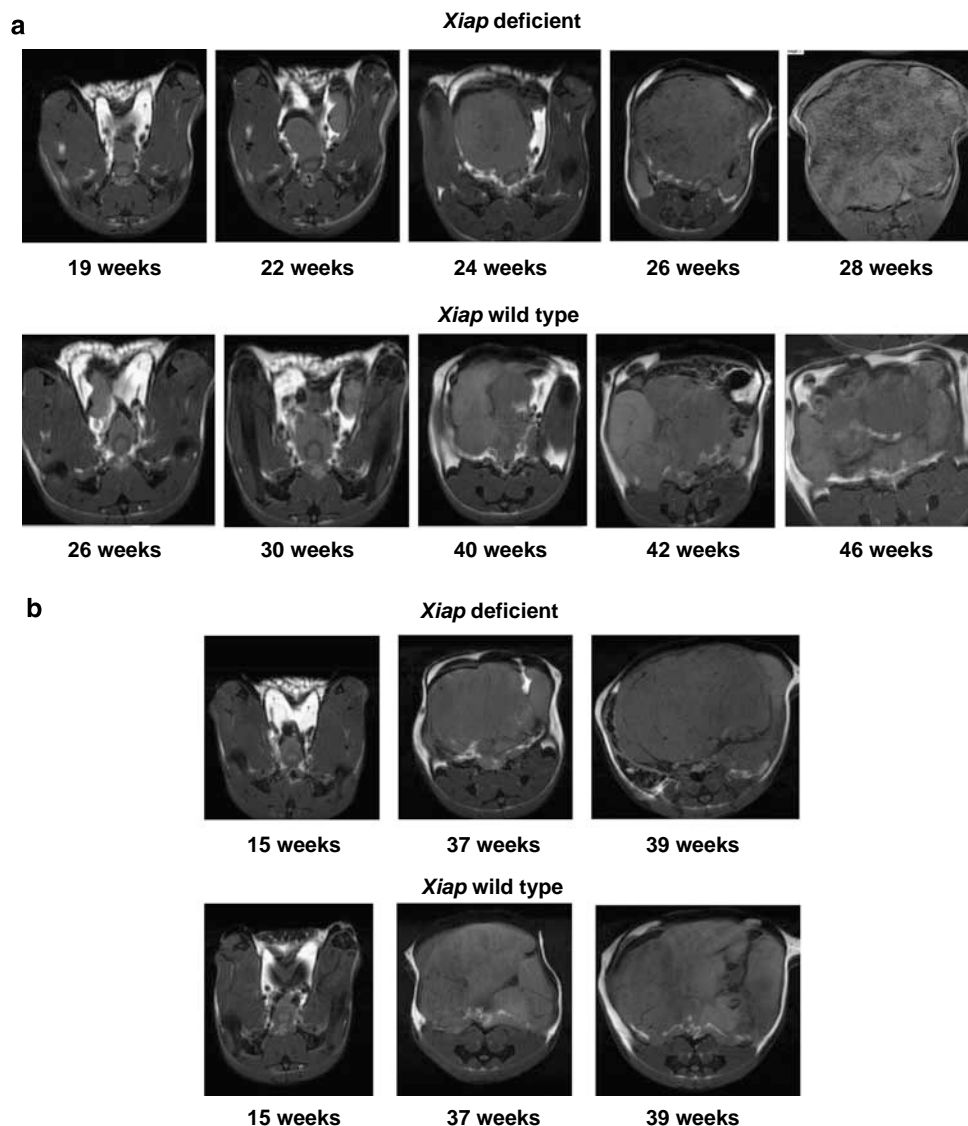 a
Xiap deficient
19 weeks 22 weeks 24 weeks 26 weeks 28 weeks
Xiap wild type
26 weeks 30 weeks 40 weeks 42 weeks 46 weeks
b
Xiap deficient
15 weeks 37 weeks 39 weeks
Xiap wild type
15 weeks 37 weeks 39 weeks